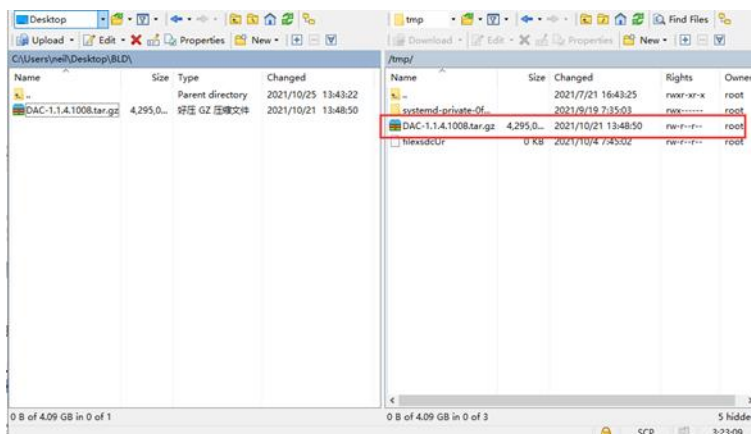 Desktop
Upload Edit Properties New
C:\Users\neil\Desktop\BLD\
Name Size Type Changed
.. Parent directory 2021/10/25 13:43:22
DAC-1.1.4.1008.tar.gz 4,295,0... 好压 GZ 压缩文件 2021/10/21 13:48:50
0 B of 4.09 GB in 0 of 1
tmp Find Files
Download Edit Properties New
/tmp/
Name Size Changed Rights Owner
.. 2021/7/21 16:43:25 rwxr-xr-x root
systemd-private-0f... 2021/9/19 7:35:03 rwx------ root
DAC-1.1.4.1008.tar.gz 4,295,0... 2021/10/21 13:48:50 rw-r--r-- root
filexsdcUr 0 KB 2021/10/4 7:45:02 rw-r--r-- root
0 B of 4.09 GB in 0 of 3 5 hidde
SCP 3:23:09